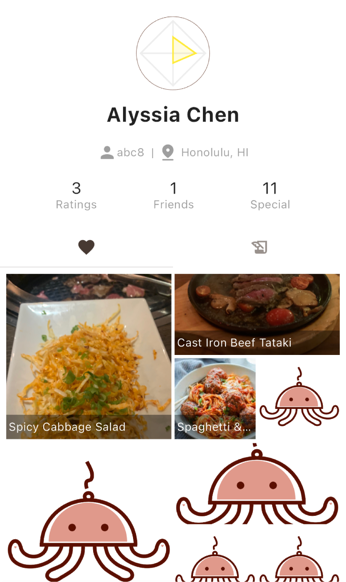 Alyssia Chen
abc8 | Honolulu, HI
3 1 11
Ratings Friends Special
Cast Iron Beef Tataki
Spicy Cabbage Salad
Spaghetti &...